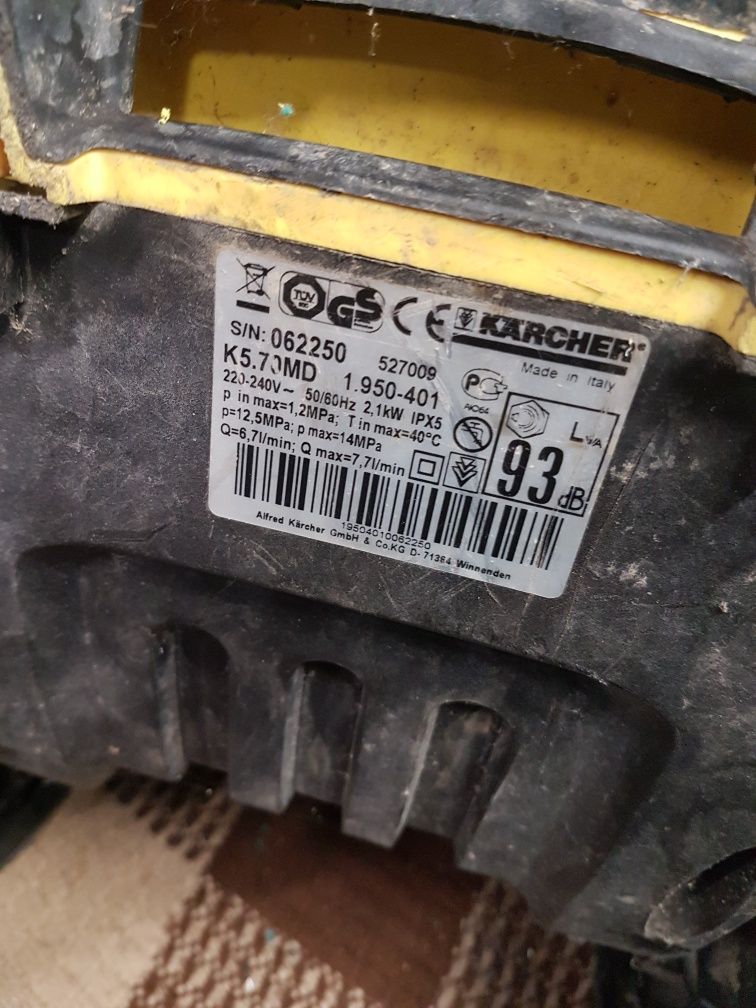 TÜV GS CE KÄRCHER
Made in Italy
S/N: 062250 527009
K5.70MD 1.950-401
220-240V~ 50/60Hz 2,1kW IPX5
p in max=1,2MPa; T in max=40°C
p=12,5MPa; p max=14MPa
Q=6,7l/min; Q max=7,7l/min
АЮ64
LWA
93 dB
19504010062250
Alfred Kärcher GmbH & Co.KG D- 71364 Winnenden